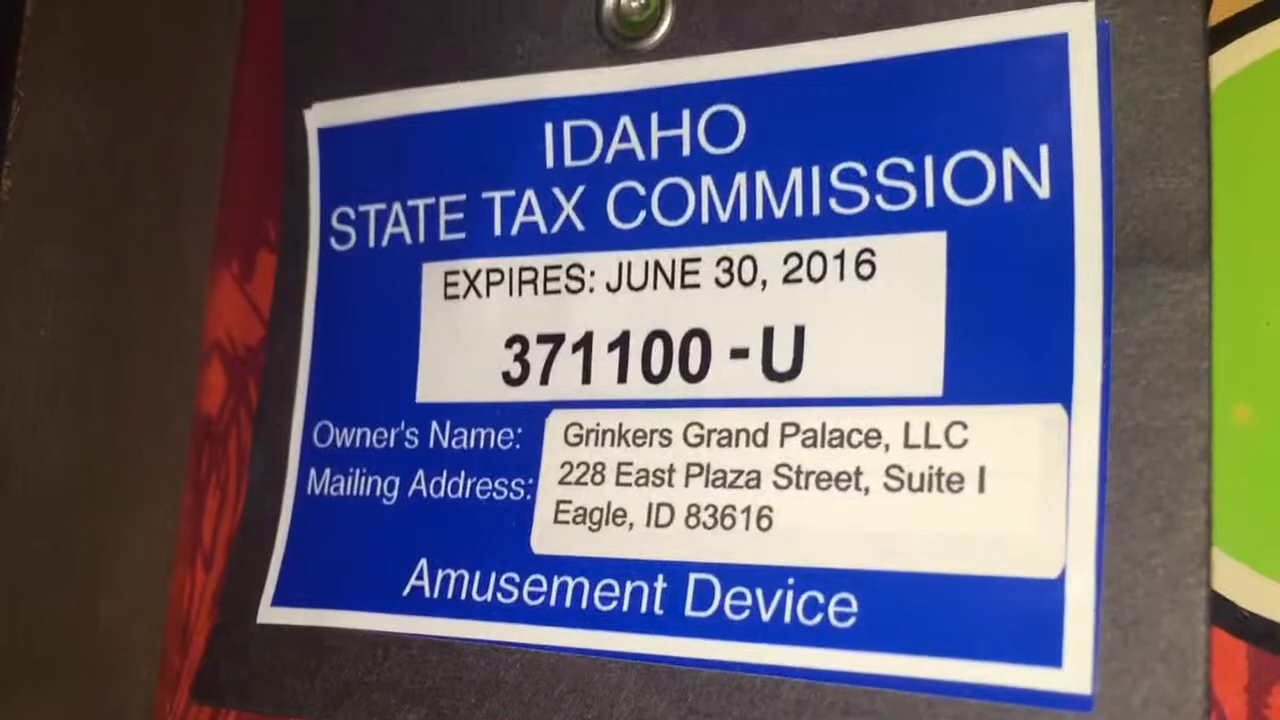 IDAHO
STATE TAX COMMISSION
EXPIRES: JUNE 30, 2016
371100-U
Owner's Name: Grinkers Grand Palace, LLC
Mailing Address: 228 East Plaza Street, Suite I
Eagle, ID 83616
Amusement Device